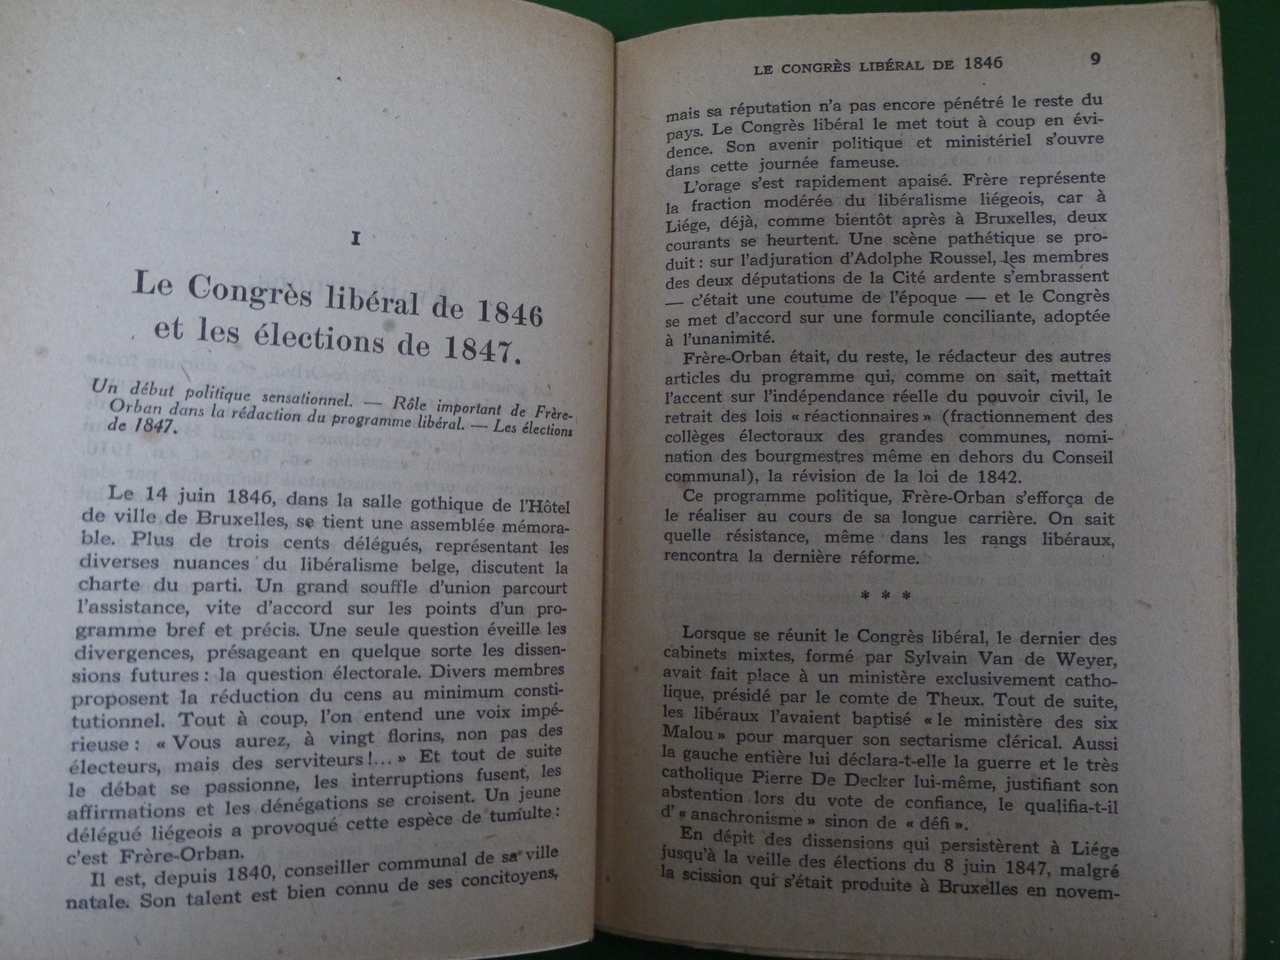 I
Le Congrès libéral de 1846
et les élections de 1847.
Un début politique sensationnel. — Rôle important de Frère-
Orban dans la rédaction du programme libéral. — Les élections
de 1847.
Le 14 juin 1846, dans la salle gothique de l'Hôtel
de ville de Bruxelles, se tient une assemblée mémora-
ble. Plus de trois cents délégués, représentant les
diverses nuances du libéralisme belge, discutent la
charte du parti. Un grand souffle d'union parcourt
l'assistance, vite d'accord sur les points d'un pro-
gramme bref et précis. Une seule question éveille les
divergences, présageant en quelque sorte les dissen-
sions futures : la question électorale. Divers membres
proposent la réduction du cens au minimum consti-
tutionnel. Tout à coup, l'on entend une voix impé-
rieuse : « Vous aurez, à vingt florins, non pas des
électeurs, mais des serviteurs !... » Et tout de suite
le débat se passionne, les interruptions fusent, les
affirmations et les dénégations se croisent. Un jeune
délégué liégeois a provoqué cette espèce de tumulte :
c'est Frère-Orban.
Il est, depuis 1840, conseiller communal de sa ville
natale. Son talent est bien connu de ses concitoyens,
LE CONGRÈS LIBÉRAL DE 1846 9
mais sa réputation n'a pas encore pénétré le reste du
pays. Le Congrès libéral le met tout à coup en évi-
dence. Son avenir politique et ministériel s'ouvre
dans cette journée fameuse.
L'orage s'est rapidement apaisé. Frère représente
la fraction modérée du libéralisme liégeois, car à
Liége, déjà, comme bientôt après à Bruxelles, deux
courants se heurtent. Une scène pathétique se pro-
duit : sur l'adjuration d'Adolphe Roussel, les membres
des deux députations de la Cité ardente s'embrassent
— c'était une coutume de l'époque — et le Congrès
se met d'accord sur une formule conciliante, adoptée
à l'unanimité.
Frère-Orban était, du reste, le rédacteur des autres
articles du programme qui, comme on sait, mettait
l'accent sur l'indépendance réelle du pouvoir civil, le
retrait des lois « réactionnaires » (fractionnement des
collèges électoraux des grandes communes, nomi-
nation des bourgmestres même en dehors du Conseil
communal), la révision de la loi de 1842.
Ce programme politique, Frère-Orban s'efforça de
le réaliser au cours de sa longue carrière. On sait
quelle résistance, même dans les rangs libéraux,
rencontra la dernière réforme.
* * *
Lorsque se réunit le Congrès libéral, le dernier des
cabinets mixtes, formé par Sylvain Van de Weyer,
avait fait place à un ministère exclusivement catho-
lique, présidé par le comte de Theux. Tout de suite,
les libéraux l'avaient baptisé « le ministère des six
Malou » pour marquer son sectarisme clérical. Aussi
la gauche entière lui déclara-t-elle la guerre et le très
catholique Pierre De Decker lui-même, justifiant son
abstention lors du vote de confiance, le qualifia-t-il
d' « anachronisme » sinon de « défi ».
En dépit des dissensions qui persistèrent à Liége
jusqu'à la veille des élections du 8 juin 1847, malgré
la scission qui s'était produite à Bruxelles en novem-